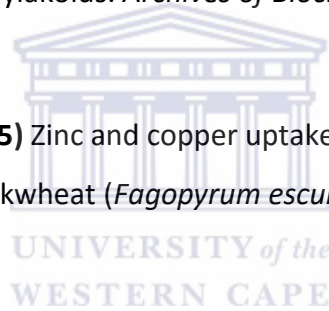 ylakoids. Archives of Bioc
5) Zinc and copper uptake
kwheat (Fagopyrum escul
UNIVERSITY of the
WESTERN CAPE